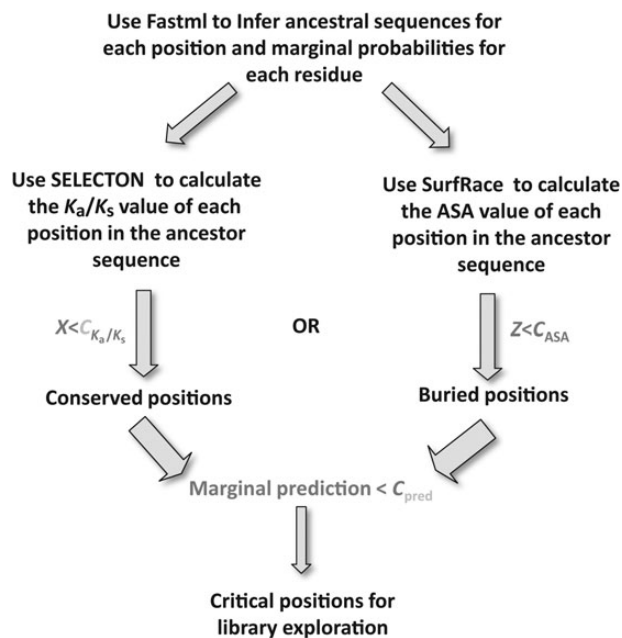 Use Fastml to Infer ancestral sequences for
each position and marginal probabilities for
each residue
Use SELECTON to calculate
the Ka/Ks value of each
position in the ancestor
sequence
Use SurfRace to calculate
the ASA value of each
position in the ancestor
sequence
X<CKa/Ks
OR
Z<CASA
Conserved positions
Buried positions
Marginal prediction < Cpred
Critical positions for
library exploration